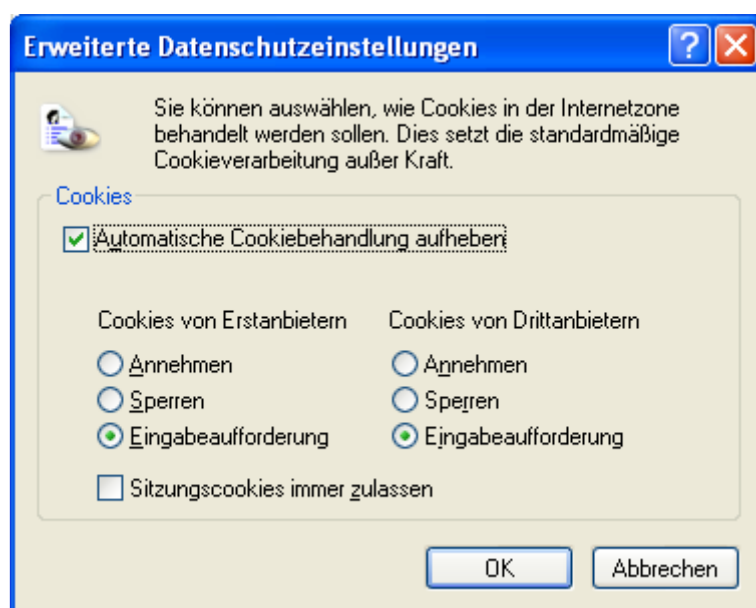 Erweiterte Datenschutzeinstellungen
Sie können auswählen, wie Cookies in der Internetzone
behandelt werden sollen. Dies setzt die standardmäßige
Cookieverarbeitung außer Kraft.
Cookies
Automatische Cookiebehandlung aufheben
Cookies von Erstanbietern Cookies von Drittanbietern
Annehmen Annehmen
Sperren Sperren
Eingabeaufforderung Eingabeaufforderung
Sitzungscookies immer zulassen
OK Abbrechen